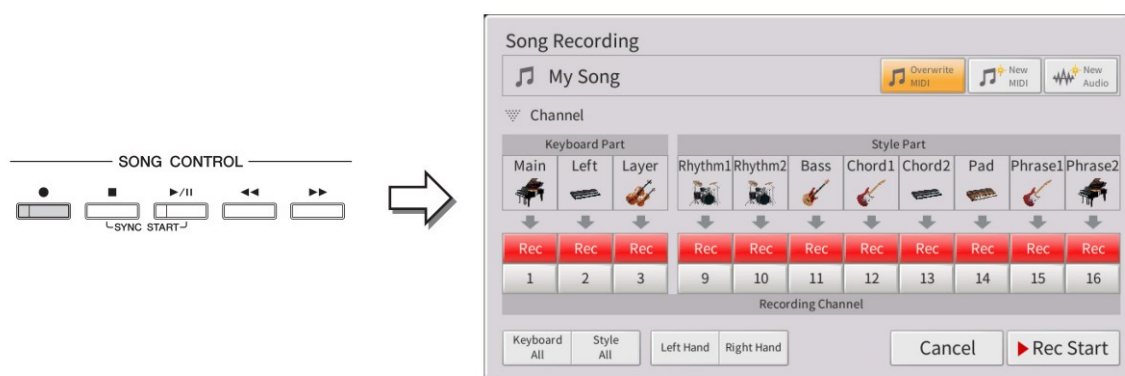 SONG CONTROL
SYNC START
Song Recording
My Song
Overwrite MIDI
New MIDI
New Audio
Channel
Keyboard Part
Style Part
Main Left Layer Rhythm1 Rhythm2 Bass Chord1 Chord2 Pad Phrase1 Phrase2
Rec Rec Rec Rec Rec Rec Rec Rec Rec Rec Rec
1 2 3 9 10 11 12 13 14 15 16
Recording Channel
Keyboard All
Style All
Left Hand Right Hand
Cancel
Rec Start